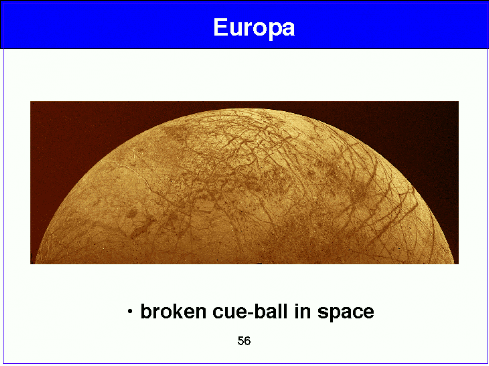 Europa
• broken cue-ball in space
56